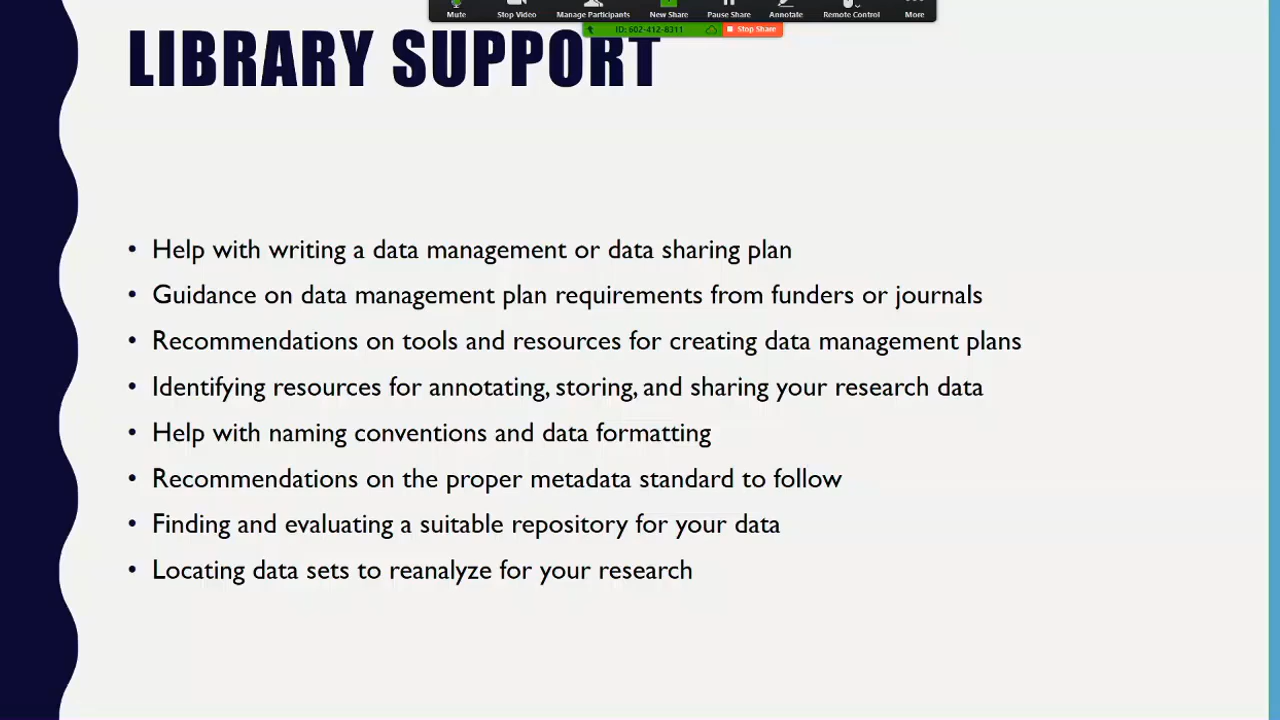 Mute Stop Video Manage Participants New Share Pause Share Annotate Remote Control More
ID: 602-412-8311 Stop Share
LIBRARY SUPPORT
• Help with writing a data management or data sharing plan
• Guidance on data management plan requirements from funders or journals
• Recommendations on tools and resources for creating data management plans
• Identifying resources for annotating, storing, and sharing your research data
• Help with naming conventions and data formatting
• Recommendations on the proper metadata standard to follow
• Finding and evaluating a suitable repository for your data
• Locating data sets to reanalyze for your research